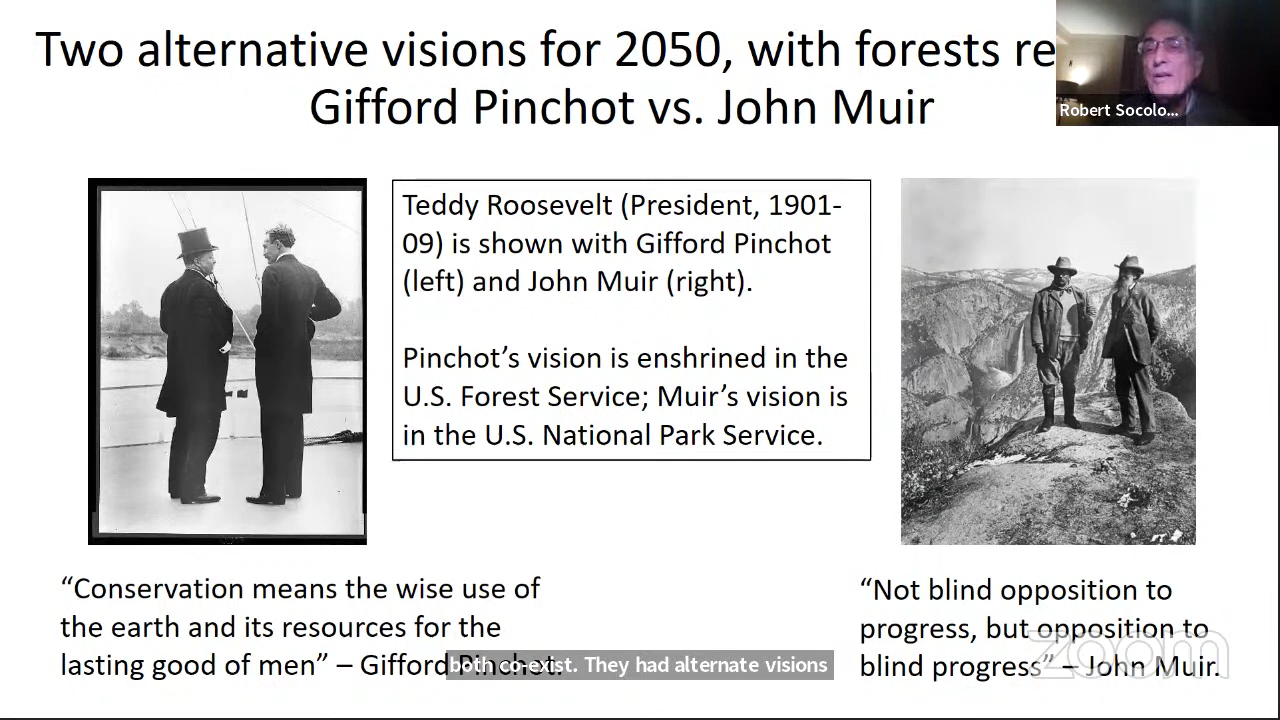 Two alternative visions for 2050, with forests re
Gifford Pinchot vs. John Muir
Robert Socolo...
Teddy Roosevelt (President, 1901-
09) is shown with Gifford Pinchot
(left) and John Muir (right).
Pinchot’s vision is enshrined in the
U.S. Forest Service; Muir’s vision is
in the U.S. National Park Service.
“Conservation means the wise use of
the earth and its resources for the
lasting good of men” – Gifford Pinchot.
“Not blind opposition to
progress, but opposition to
blind progress” – John Muir.
both co-exist. They had alternate visions
zoom